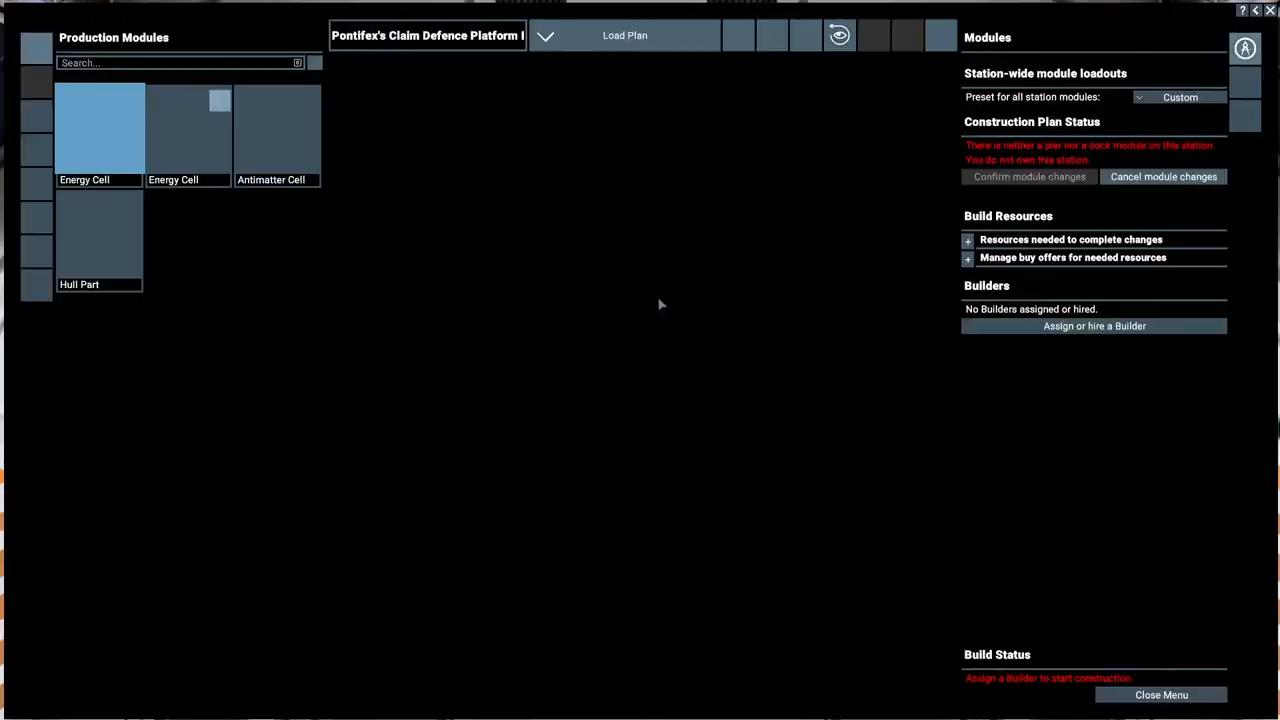 ? < X
Production Modules
Search...
Energy Cell
Energy Cell
Antimatter Cell
Hull Part
Pontifex's Claim Defence Platform I
Load Plan
Modules
Station-wide module loadouts
Preset for all station modules:
Custom
Construction Plan Status
There is neither a pier nor a dock module on this station.
You do not own this station.
Confirm module changes
Cancel module changes
Build Resources
+ Resources needed to complete changes
+ Manage buy offers for needed resources
Builders
No Builders assigned or hired.
Assign or hire a Builder
Build Status
Assign a Builder to start construction.
Close Menu